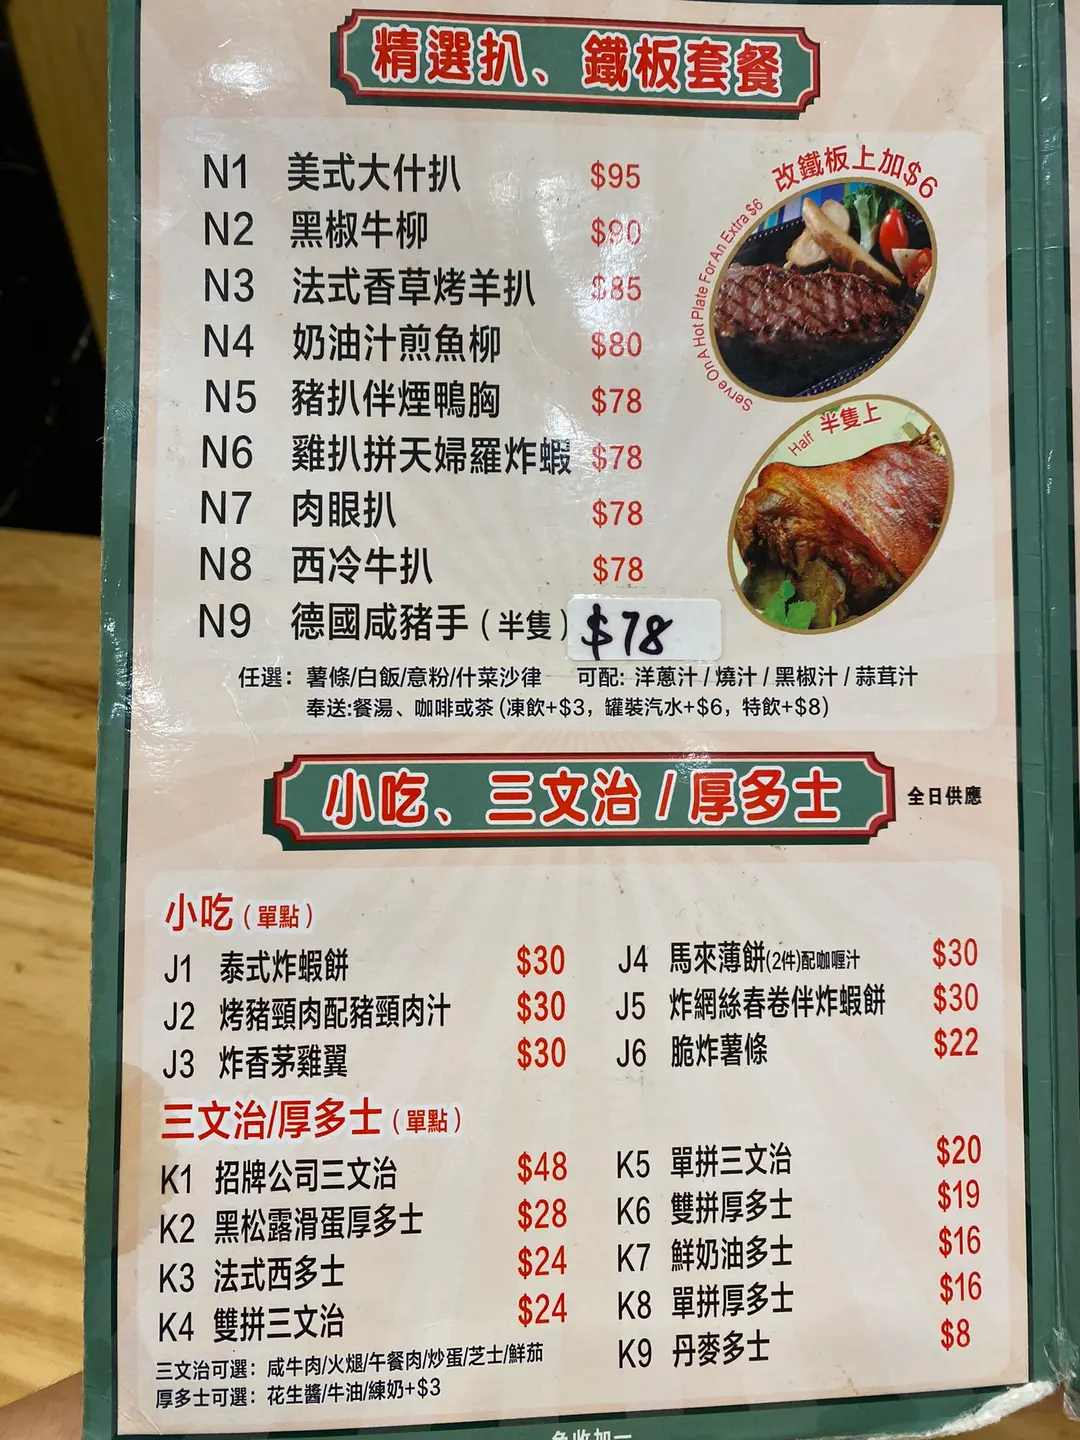 精選扒、鐵板套餐
N1 美式大什扒 $95
N2 黑椒牛柳 $90
N3 法式香草烤羊扒 $85
N4 奶油汁煎魚柳 $80
N5 豬扒伴煙鴨胸 $78
N6 雞扒拼天婦羅炸蝦 $78
N7 肉眼扒 $78
N8 西冷牛扒 $78
N9 德國咸豬手(半隻) $78
改鐵板上加$6
Serve On A Hot Plate For An Extra $6
Half 半隻上
任選：薯條/白飯/意粉/什菜沙律 可配：洋蔥汁/燒汁/黑椒汁/蒜茸汁
奉送:餐湯、咖啡或茶(凍飲+$3，罐裝汽水+$6，特飲+$8)
小吃、三文治/厚多士 全日供應
小吃(單點)
J1 泰式炸蝦餅 $30
J2 烤豬頸肉配豬頸肉汁 $30
J3 炸香茅雞翼 $30
J4 馬來薄餅(2件)配咖喱汁 $30
J5 炸網絲春卷伴炸蝦餅 $30
J6 脆炸薯條 $22
三文治/厚多士(單點)
K1 招牌公司三文治 $48
K2 黑松露滑蛋厚多士 $28
K3 法式西多士 $24
K4 雙拼三文治 $24
K5 單拼三文治 $20
K6 雙拼厚多士 $19
K7 鮮奶油多士 $16
K8 單拼厚多士 $16
K9 丹麥多士 $8
三文治可選：咸牛肉/火腿/午餐肉/炒蛋/芝士/鮮茄
厚多士可選：花生醬/牛油/煉奶+$3